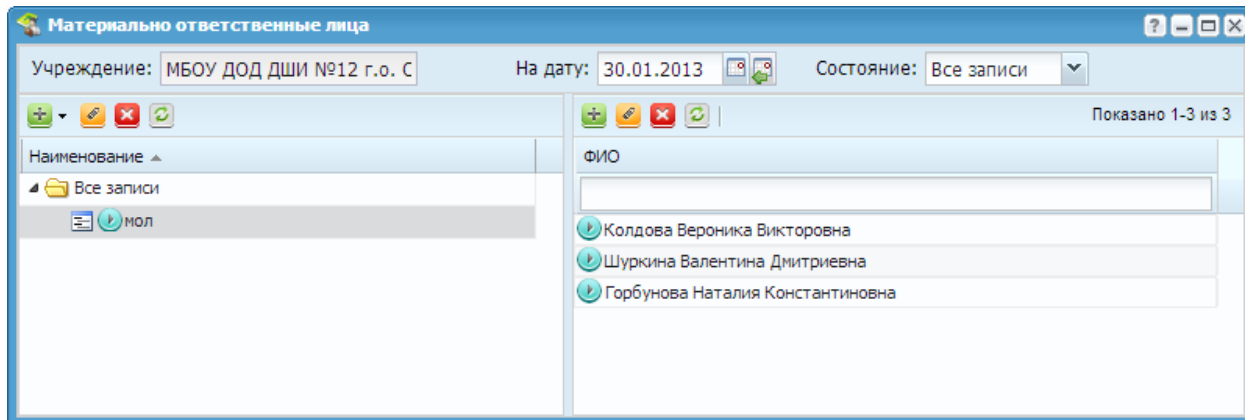 Материально ответственные лица
Учреждение: МБОУ ДОД ДШИ №12 г.о. С На дату: 30.01.2013 Состояние: Все записи
Показано 1-3 из 3
Наименование
ФИО
Все записи
мол
Колдова Вероника Викторовна
Шуркина Валентина Дмитриевна
Горбунова Наталия Константиновна